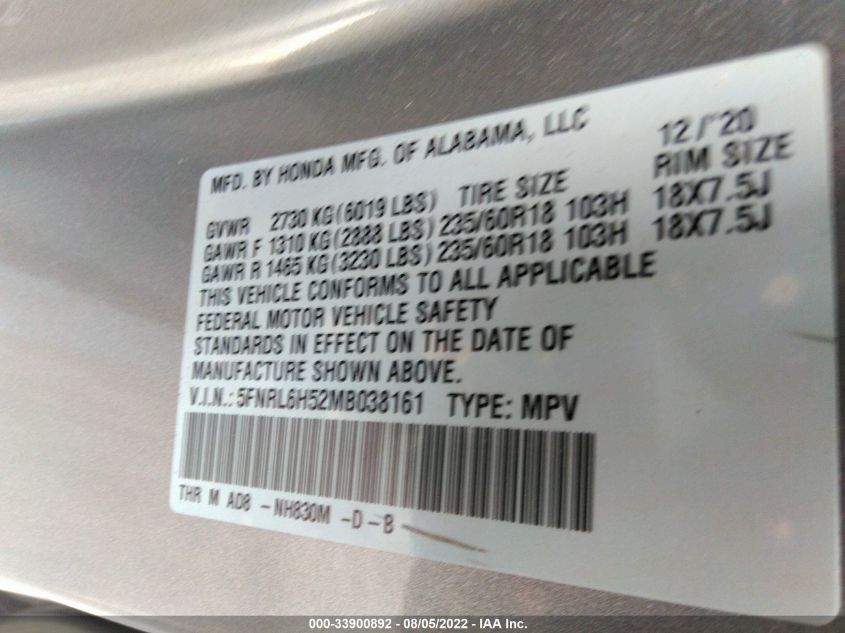 MFD. BY HONDA MFG. OF ALABAMA, LLC 12/'20
GVWR 2730 KG(6019 LBS) TIRE SIZE RIM SIZE
GAWR F 1310 KG(2888 LBS) 235/60R18 103H 18X7.5J
GAWR R 1465 KG(3230 LBS) 235/60R18 103H 18X7.5J
THIS VEHICLE CONFORMS TO ALL APPLICABLE
FEDERAL MOTOR VEHICLE SAFETY
STANDARDS IN EFFECT ON THE DATE OF
MANUFACTURE SHOWN ABOVE.
V.I.N.: 5FNRL6H52MB038161 TYPE: MPV
THR M A08 -NH830M -D-B
000-33900892 - 08/05/2022 - IAA Inc.